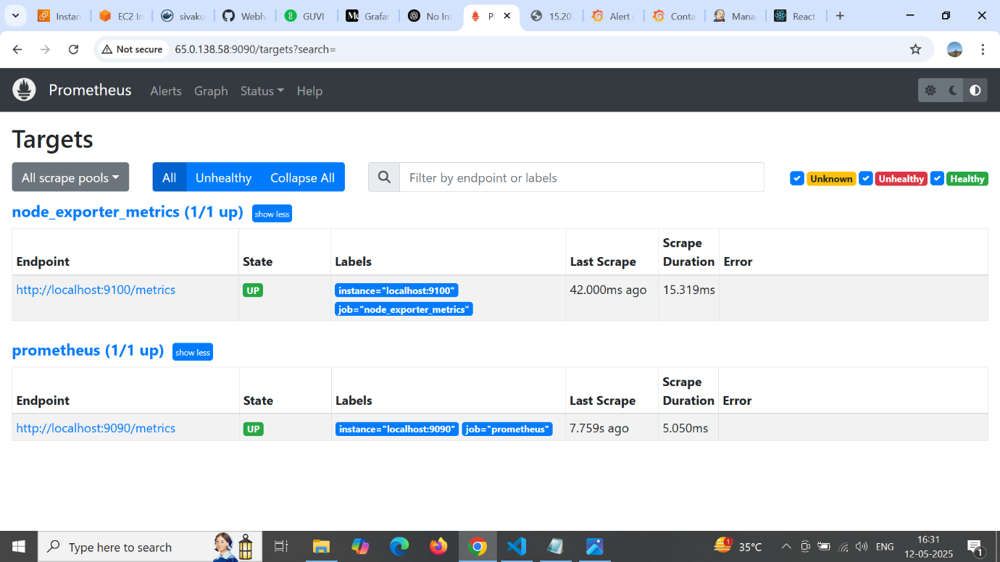 Instan
EC2 In
sivaku
Webh
GUVI
Grafar
No Int
P
15.20
Alert r
Conta
Mana
React
Not secure
65.0.138.58:9090/targets?search=
Prometheus
Alerts
Graph
Status
Help
Targets
All scrape pools
All
Unhealthy
Collapse All
Filter by endpoint or labels
Unknown
Unhealthy
Healthy
node_exporter_metrics (1/1 up)
show less
Endpoint
State
Labels
Last Scrape
Scrape
Duration
Error
http://localhost:9100/metrics
UP
instance="localhost:9100"
job="node_exporter_metrics"
42.000ms ago
15.319ms
prometheus (1/1 up)
show less
Endpoint
State
Labels
Last Scrape
Scrape
Duration
Error
http://localhost:9090/metrics
UP
instance="localhost:9090"
job="prometheus"
7.759s ago
5.050ms
Type here to search
1
35°C
ENG
16:31
12-05-2025
1